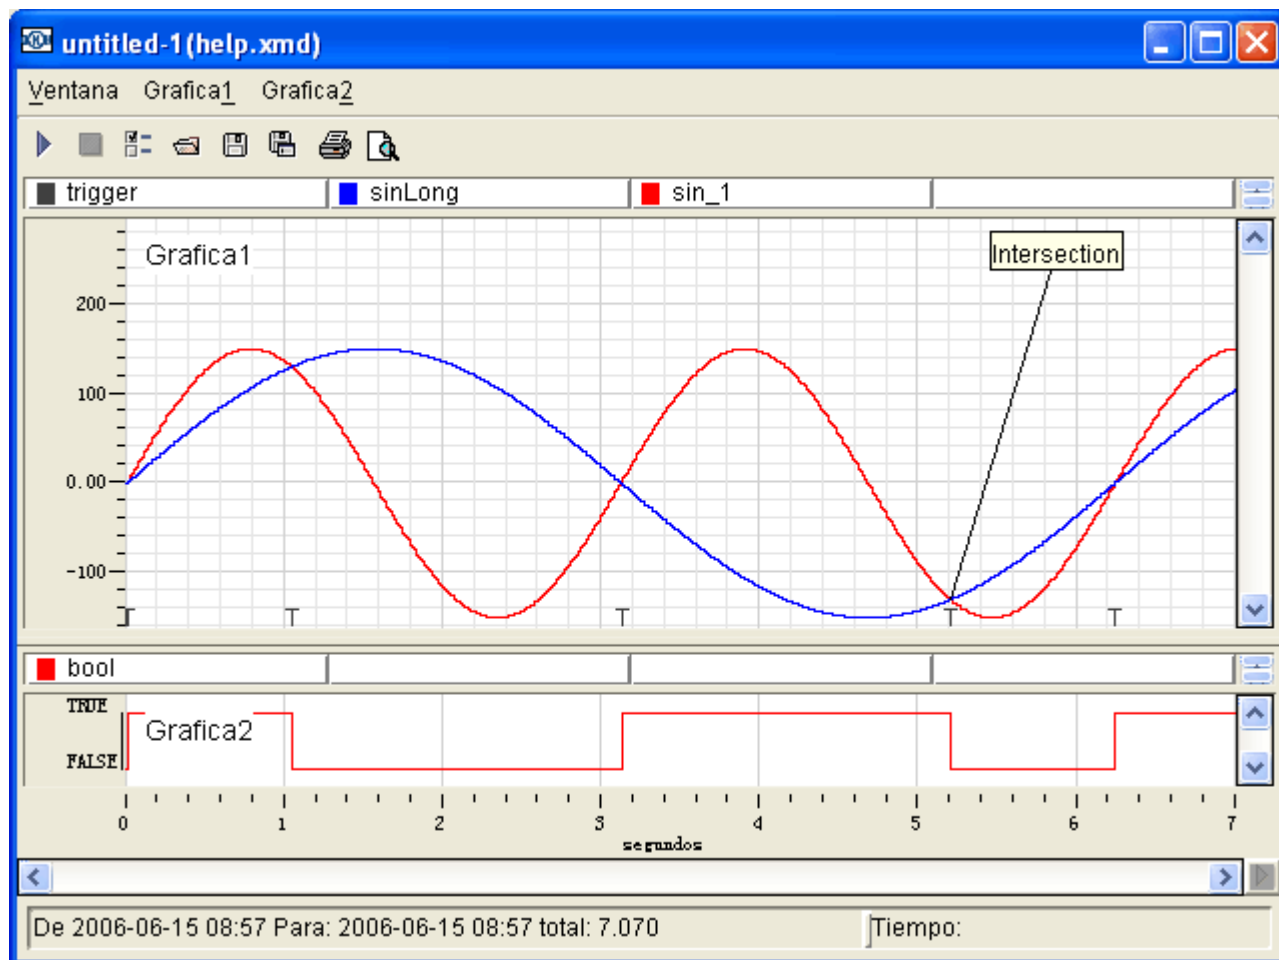 untitled-1(help.xmd)
Ventana Grafica1 Grafica2
trigger sinLong sin_1
Grafica1
Intersection
200
100
0.00
-100
T T T T T
bool
TRUE
Grafica2
FALSE
0 1 2 3 4 5 6 7
segundos
De 2006-06-15 08:57 Para: 2006-06-15 08:57 total: 7.070 Tiempo: